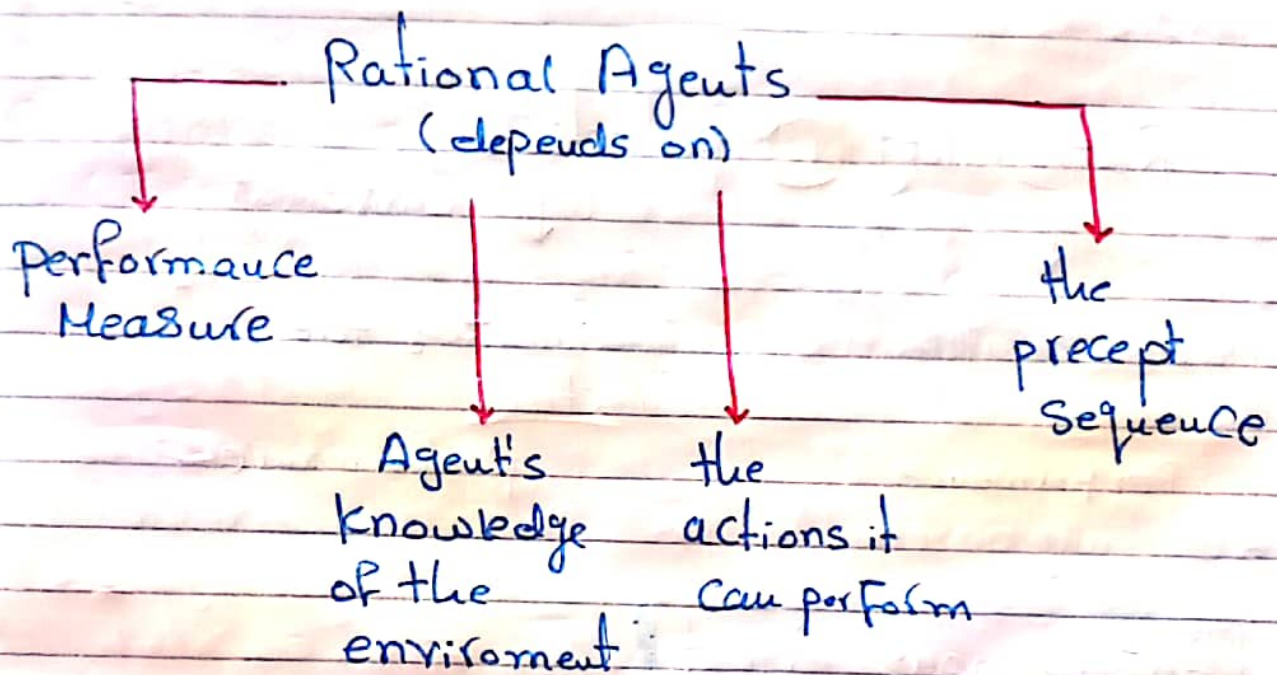 Rational Agents
(depends on)
Performance
Measure
Agent's
knowledge
of the
enviroment
the
actions it
can perform
the
precept
Sequence